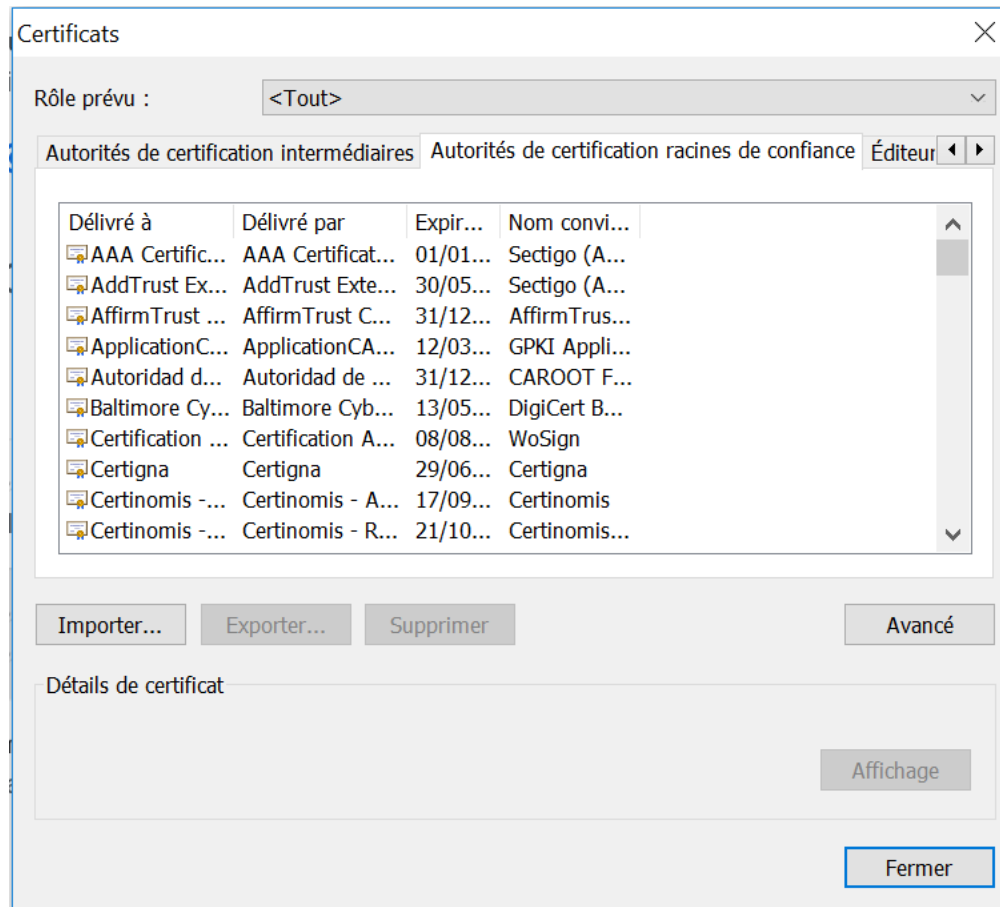 Certificats
Rôle prévu : <Tout>
Autorités de certification intermédiaires Autorités de certification racines de confiance Éditeur
Délivré à Délivré par Expir... Nom convi...
AAA Certific... AAA Certificat... 01/01... Sectigo (A...
AddTrust Ex... AddTrust Exte... 30/05... Sectigo (A...
AffirmTrust ... AffirmTrust C... 31/12... AffirmTrus...
ApplicationC... ApplicationCA... 12/03... GPKI Appli...
Autoridad d... Autoridad de ... 31/12... CAROOT F...
Baltimore Cy... Baltimore Cyb... 13/05... DigiCert B...
Certification ... Certification A... 08/08... WoSign
Certigna Certigna 29/06... Certigna
Certinomis -... Certinomis - A... 17/09... Certinomis
Certinomis -... Certinomis - R... 21/10... Certinomis...
Importer... Exporter... Supprimer Avancé
Détails de certificat
Affichage
Fermer